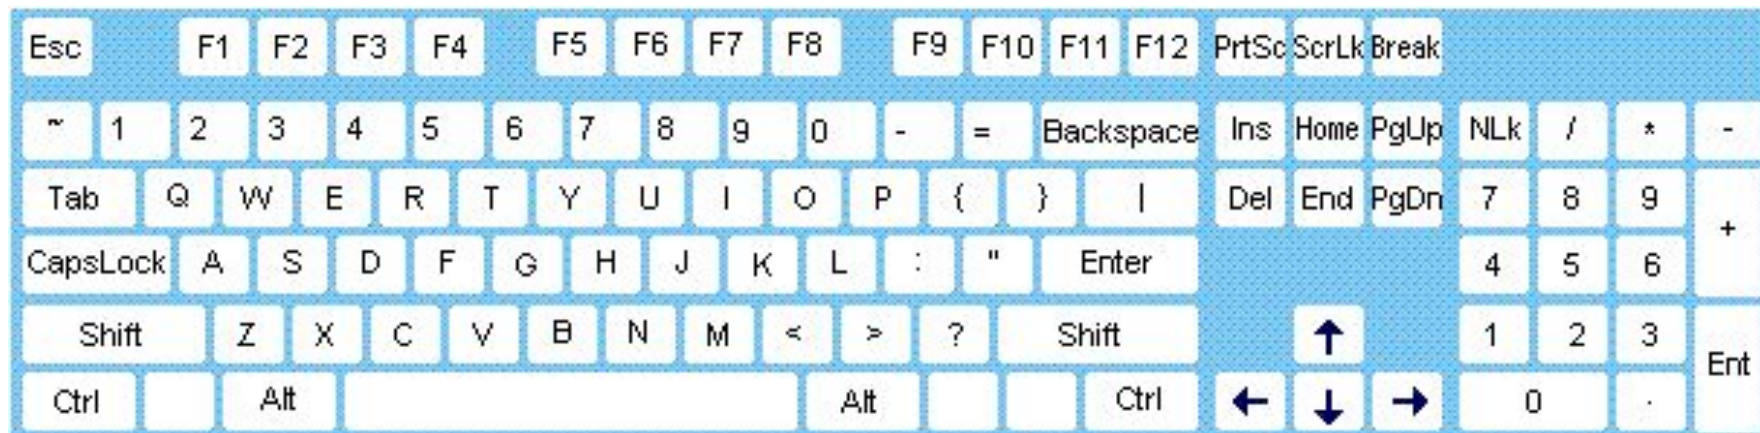 Esc F1 F2 F3 F4 F5 F6 F7 F8 F9 F10 F11 F12 PrtSc ScrLk Break
~ 1 2 3 4 5 6 7 8 9 0 - = Backspace Ins Home PgUp NLk / * -
Tab Q W E R T Y U I O P { } | Del End PgDn 7 8 9 +
CapsLock A S D F G H J K L : " Enter 4 5 6
Shift Z X C V B N M < > ? Shift ↑ 1 2 3 Ent
Ctrl Alt Alt Ctrl ← ↓ → 0 .